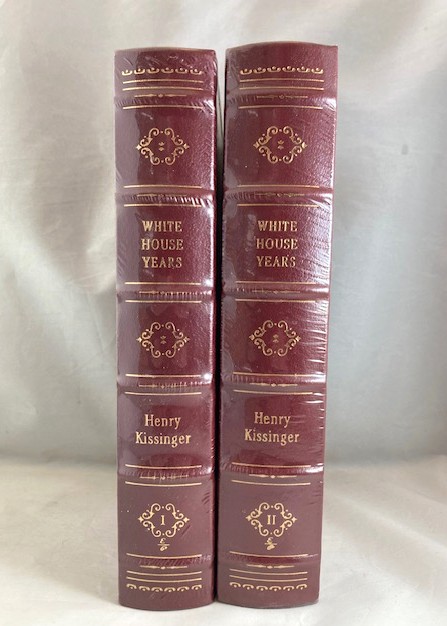 WHITE
HOUSE
YEARS
Henry
Kissinger
I
WHITE
HOUSE
YEARS
Henry
Kissinger
II